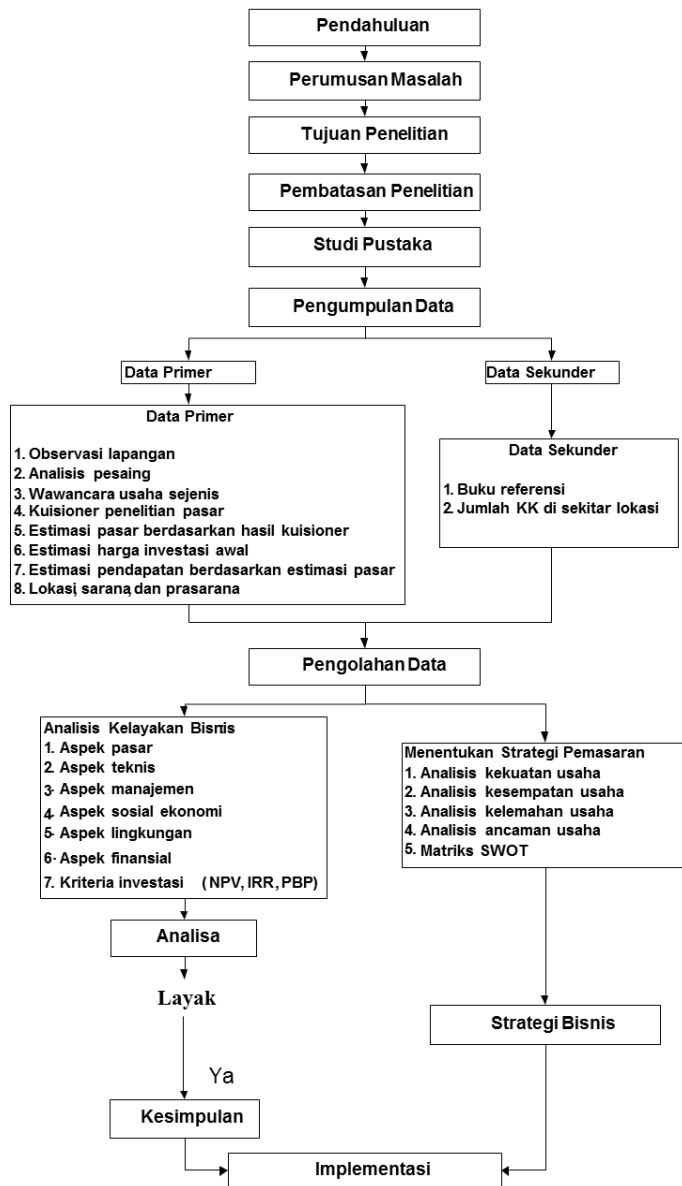 Pendahuluan
Perumusan Masalah
Tujuan Penelitian
Pembatasan Penelitian
Studi Pustaka
Pengumpulan Data
Data Primer
Data Primer
1. Observasi lapangan
2. Analisis pesaing
3. Wawancara usaha sejenis
4. Kuisioner penelitian pasar
5. Estimasi pasar berdasarkan hasil kuisioner
6. Estimasi harga investasi awal
7. Estimasi pendapatan berdasarkan estimasi pasar
8. Lokasi, sarana, dan prasarana
Data Sekunder
Data Sekunder
1. Buku referensi
2. Jumlah KK di sekitar lokasi
Pengolahan Data
Analisis Kelayakan Bisnis
1. Aspek pasar
2. Aspek teknis
3. Aspek manajemen
4. Aspek sosial ekonomi
5. Aspek lingkungan
6. Aspek finansial
7. Kriteria investasi (NPV, IRR, PBP)
Analisa
Layak
Ya
Kesimpulan
Menentukan Strategi Pemasaran
1. Analisis kekuatan usaha
2. Analisis kesempatan usaha
3. Analisis kelemahan usaha
4. Analisis ancaman usaha
5. Matriks SWOT
Strategi Bisnis
Implementasi